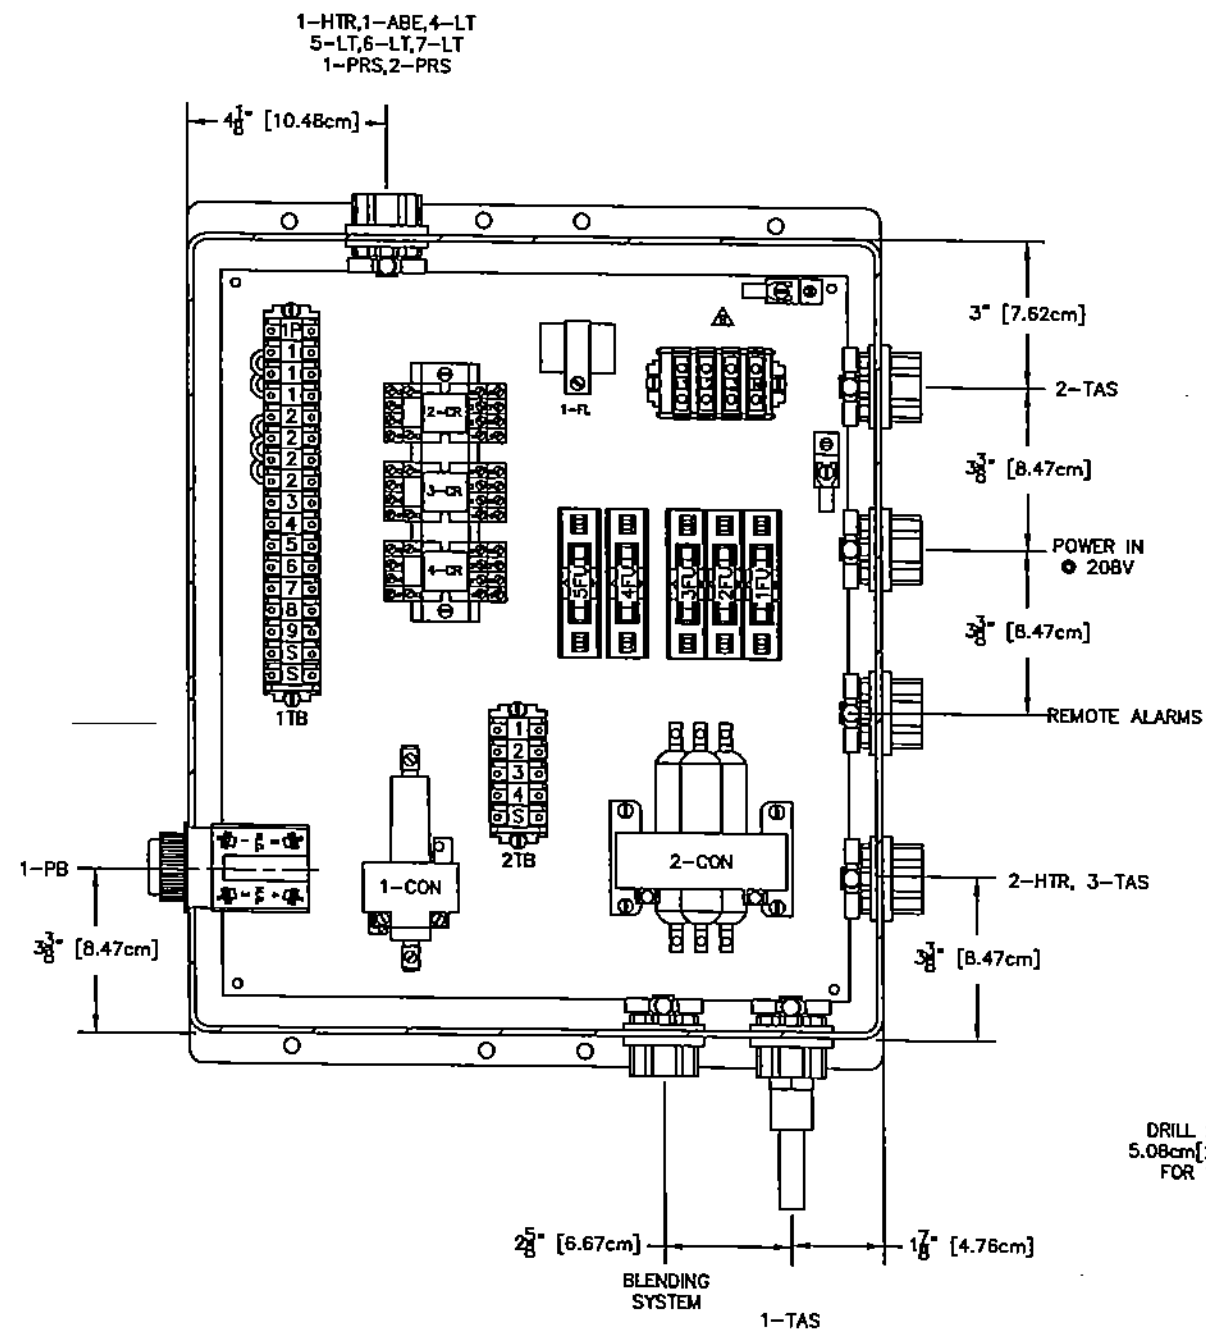 1-HTR,1-ABE,4-LT
5-LT,6-LT,7-LT
1-PRS,2-PRS
4 1/8" [10.48cm]
3" [7.62cm]
2-TAS
3 3/8" [8.47cm]
POWER IN
@ 208V
3 3/8" [8.47cm]
REMOTE ALARMS
2-HTR, 3-TAS
3 3/8" [8.47cm]
1P
1
1
1
2
2
2
2
3
4
5
6
7
8
9
S
S
1TB
2-CR
3-CR
4-CR
1-FL
5FU
4FU
3FU
2FU
1FU
1
2
3
4
S
2TB
1-CON
2-CON
1-PB
3 3/8" [8.47cm]
DRILL
5.08cm[
FOR
2 5/8" [6.67cm]
1 7/8" [4.76cm]
BLENDING
SYSTEM
1-TAS